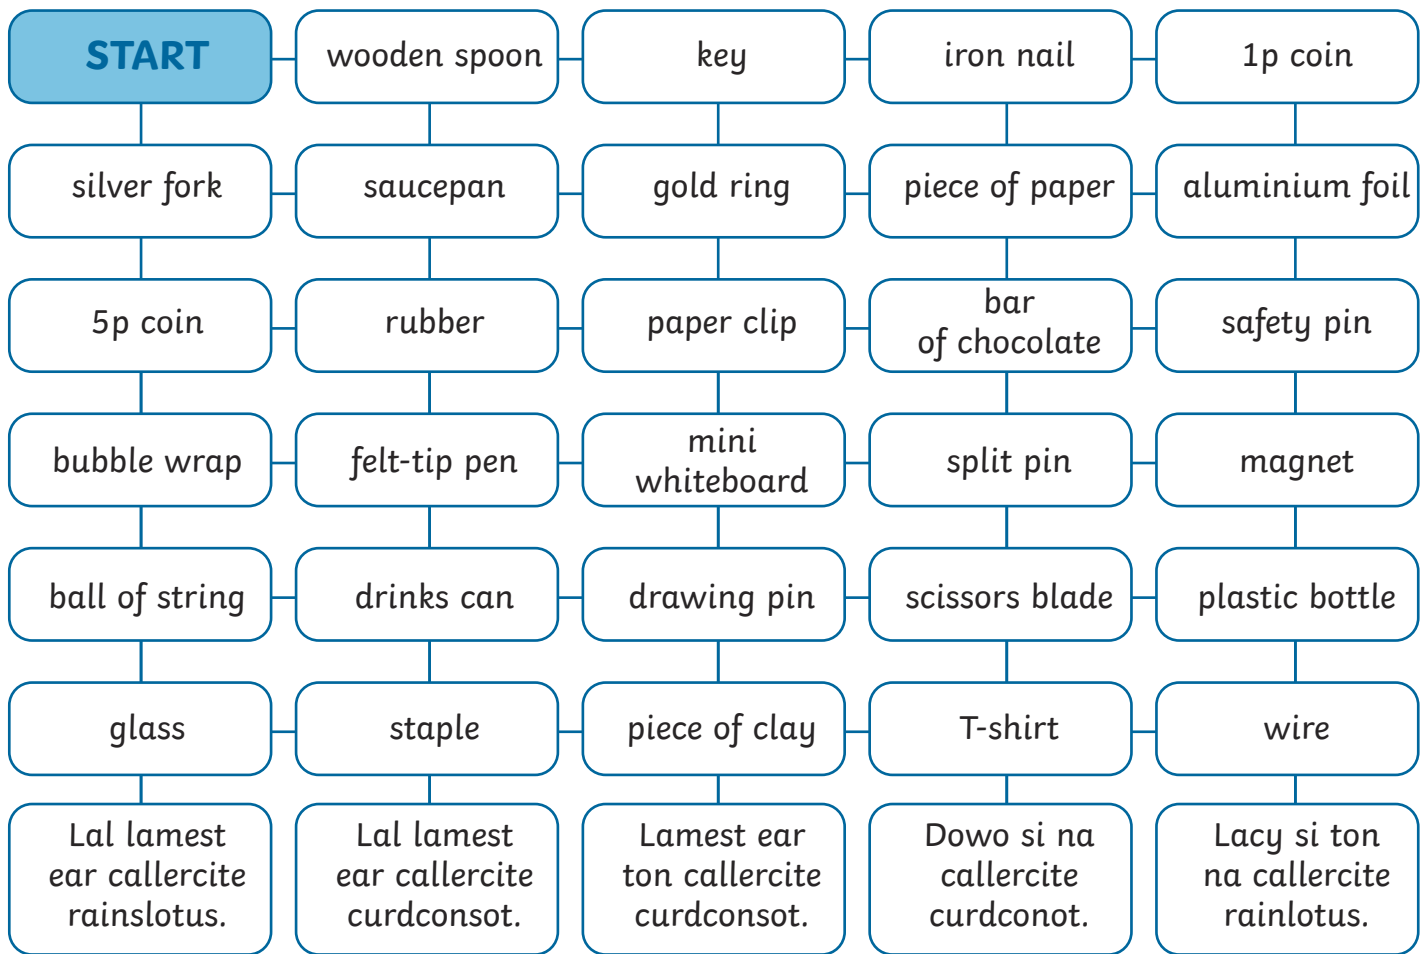 START
wooden spoon
key
iron nail
1p coin
silver fork
saucepan
gold ring
piece of paper
aluminium foil
5p coin
rubber
paper clip
bar
of chocolate
safety pin
bubble wrap
felt-tip pen
mini
whiteboard
split pin
magnet
ball of string
drinks can
drawing pin
scissors blade
plastic bottle
glass
staple
piece of clay
T-shirt
wire
Lal lamest
ear callercite
rainslotus.
Lal lamest
ear callercite
curdconsot.
Lamest ear
ton callercite
curdconsot.
Dowo si na
callercite
curdconot.
Lacy si ton
na callercite
rainlotus.